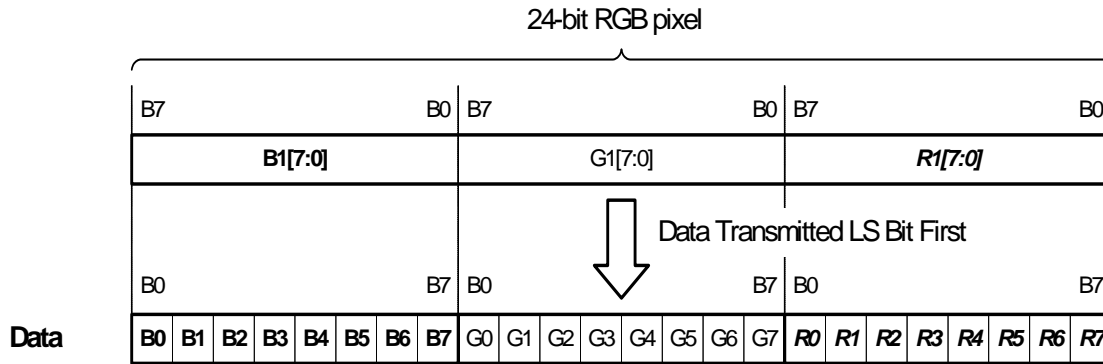 24-bit RGB pixel
B7 B0 B7 B0 B7 B0
B1[7:0] G1[7:0] R1[7:0]
Data Transmitted LS Bit First
B0 B7 B0 B7 B0 B7
Data B0 B1 B2 B3 B4 B5 B6 B7 G0 G1 G2 G3 G4 G5 G6 G7 R0 R1 R2 R3 R4 R5 R6 R7